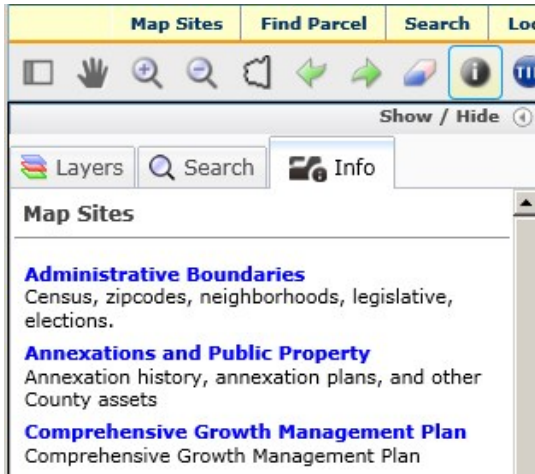 Map Sites Find Parcel Search
Show / Hide
Layers Search Info
Map Sites
Administrative Boundaries
Census, zipcodes, neighborhoods, legislative,
elections.
Annexations and Public Property
Annexation history, annexation plans, and other
County assets
Comprehensive Growth Management Plan
Comprehensive Growth Management Plan